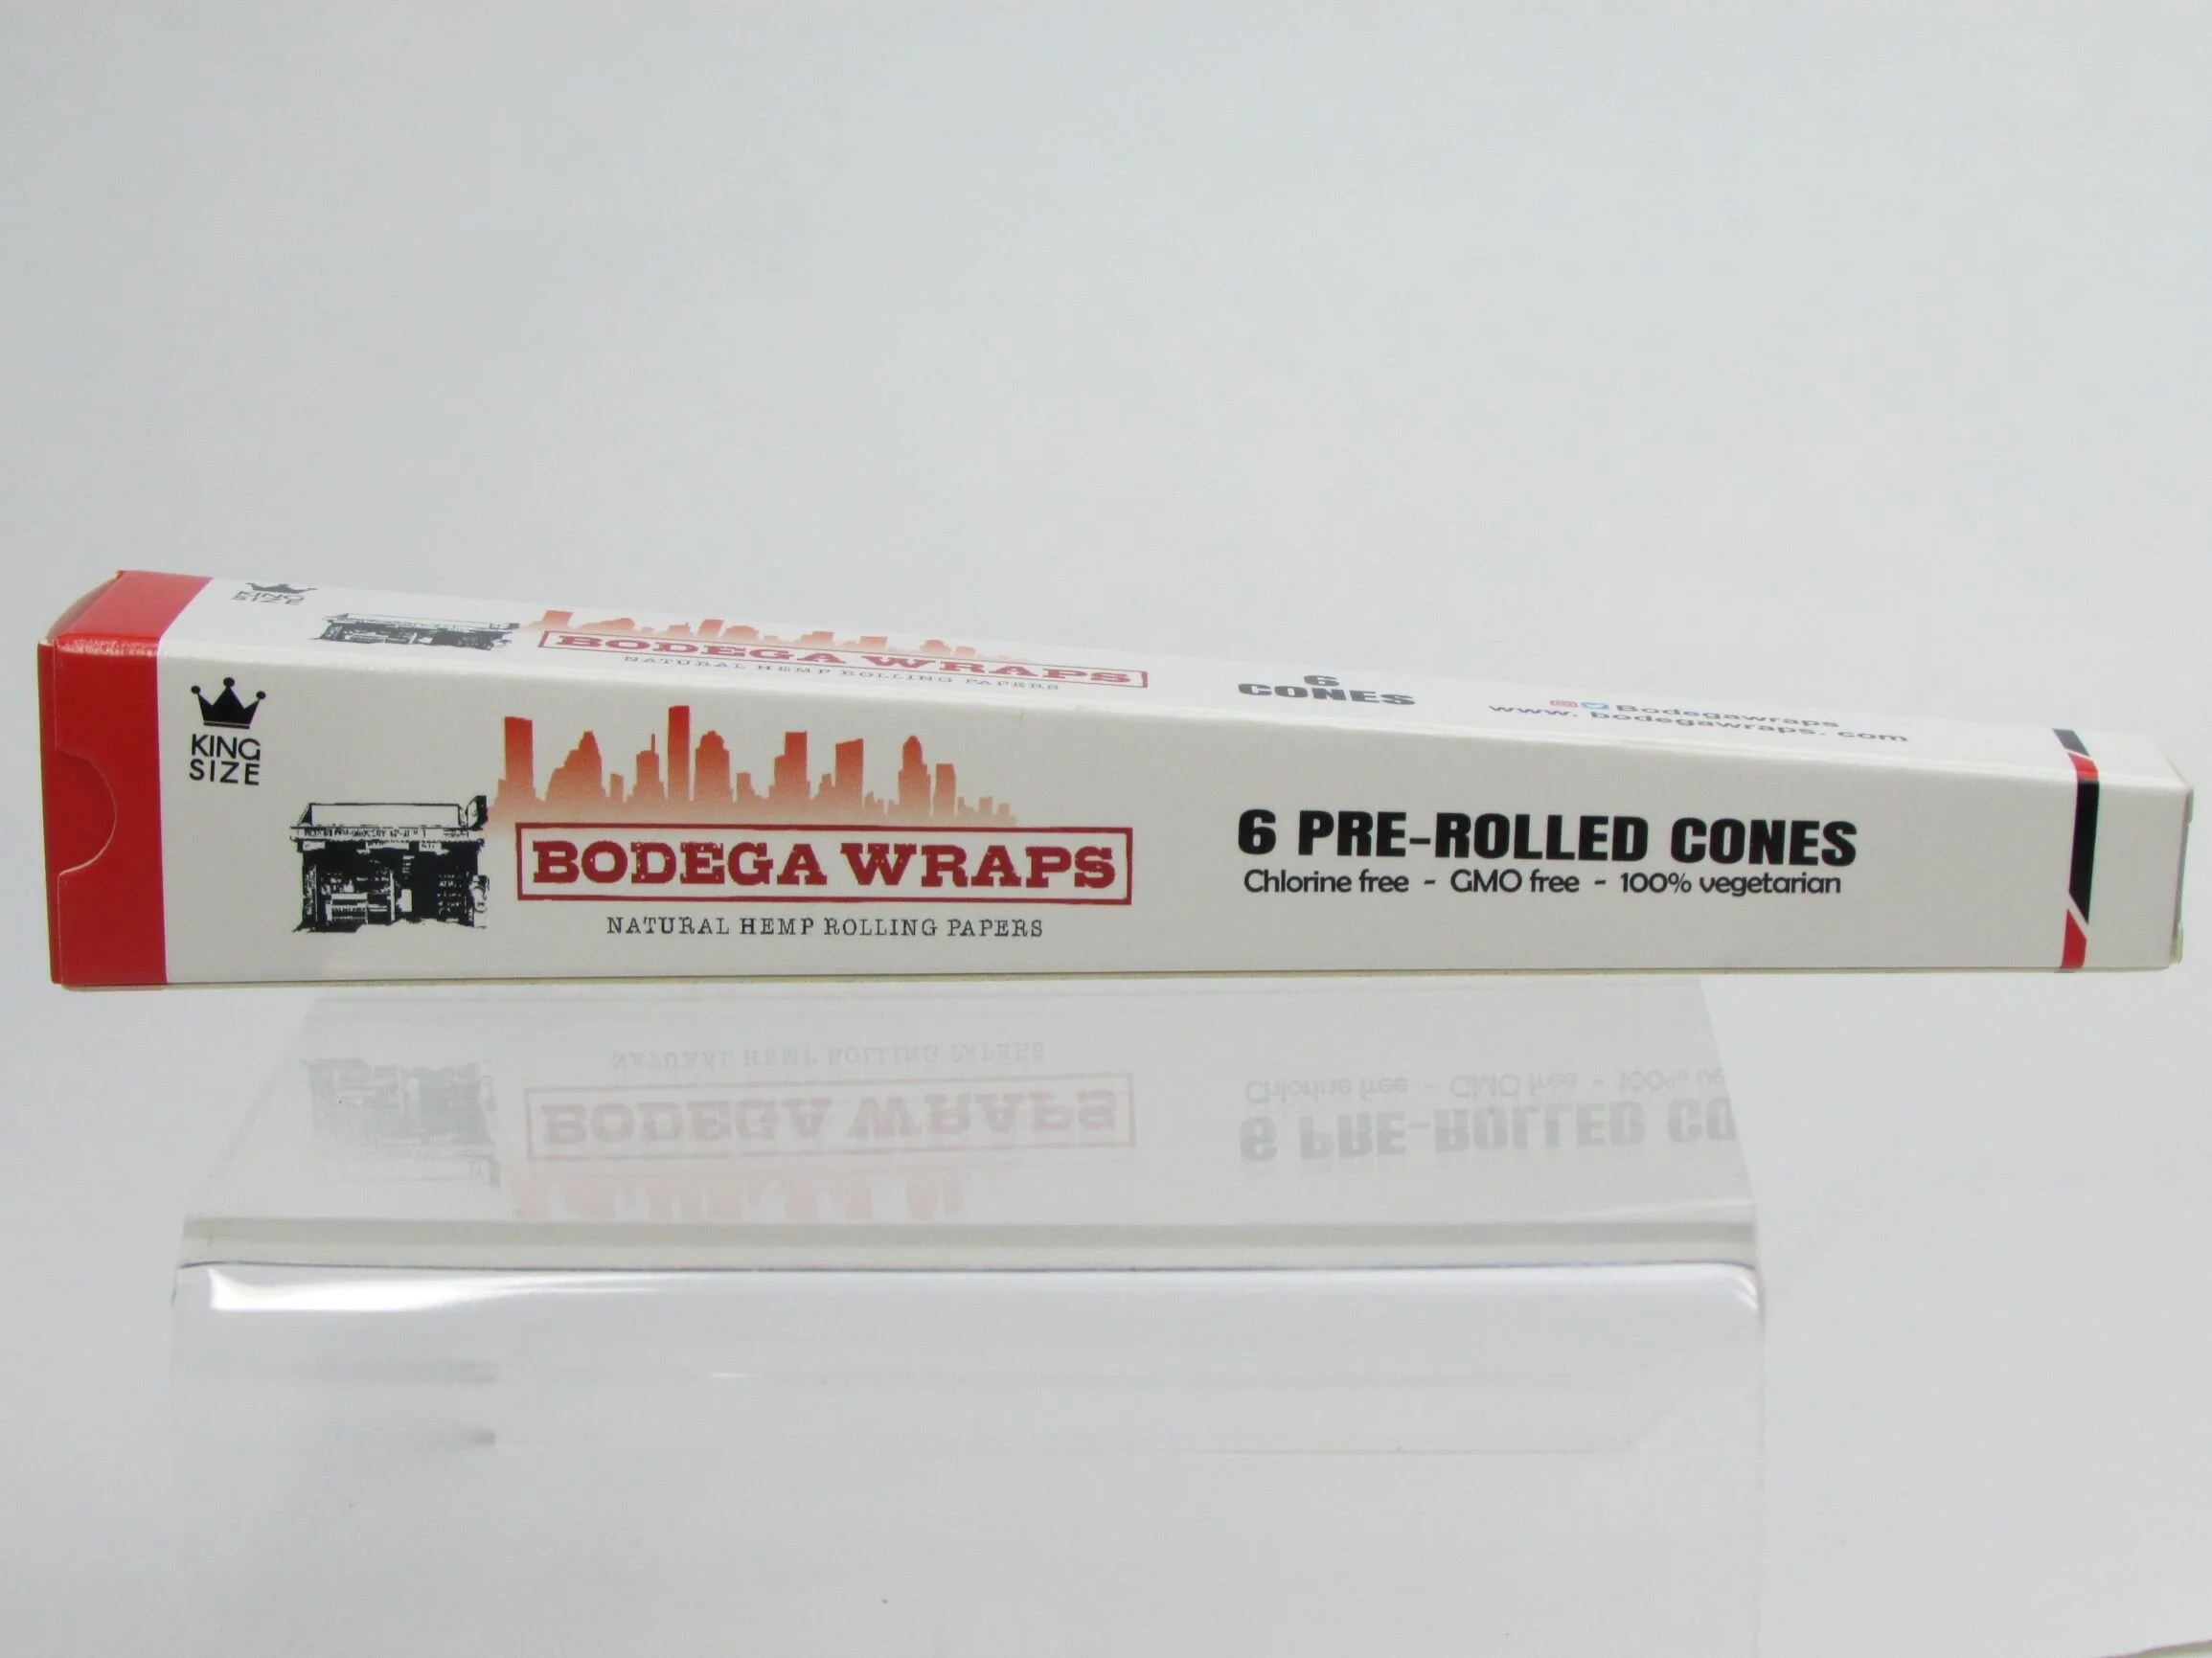 KING
SIZE
BODEGA WRAPS
NATURAL HEMP ROLLING PAPERS
6
CONES
Bodegawraps
www. bodegawraps. com
KING
SIZE
BODEGA WRAPS
NATURAL HEMP ROLLING PAPERS
6 PRE-ROLLED CONES
Chlorine free - GMO free - 100% vegetarian